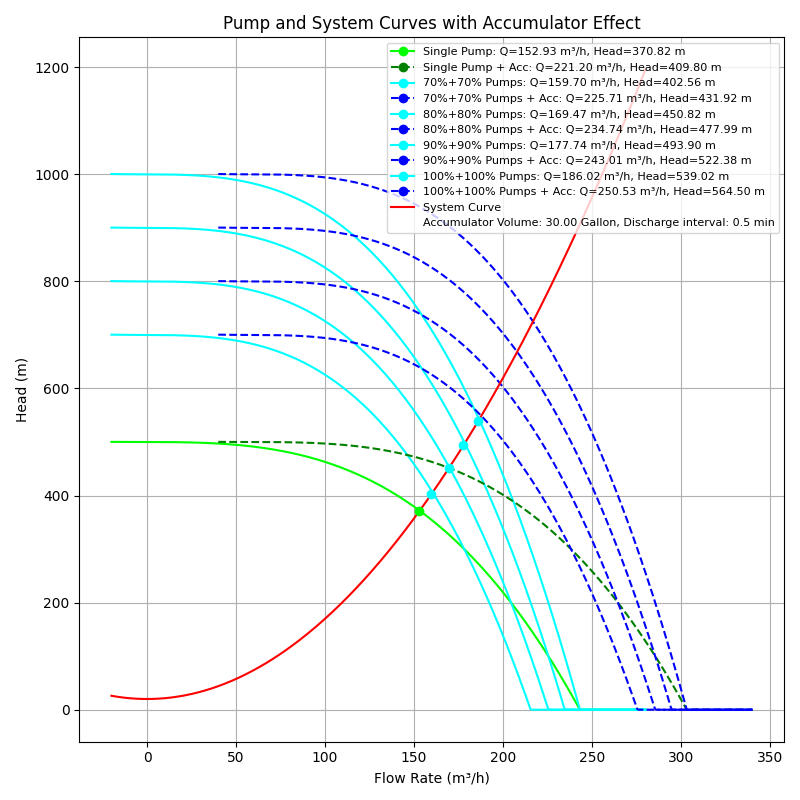 Pump and System Curves with Accumulator Effect
Single Pump: Q=152.93 m³/h, Head=370.82 m
Single Pump + Acc: Q=221.20 m³/h, Head=409.80 m
70%+70% Pumps: Q=159.70 m³/h, Head=402.56 m
70%+70% Pumps + Acc: Q=225.71 m³/h, Head=431.92 m
80%+80% Pumps: Q=169.47 m³/h, Head=450.82 m
80%+80% Pumps + Acc: Q=234.74 m³/h, Head=477.99 m
90%+90% Pumps: Q=177.74 m³/h, Head=493.90 m
90%+90% Pumps + Acc: Q=243.01 m³/h, Head=522.38 m
100%+100% Pumps: Q=186.02 m³/h, Head=539.02 m
100%+100% Pumps + Acc: Q=250.53 m³/h, Head=564.50 m
System Curve
Accumulator Volume: 30.00 Gallon, Discharge interval: 0.5 min
Head (m)
1200
1000
800
600
400
200
0
0
50
100
150
200
250
300
350
Flow Rate (m³/h)